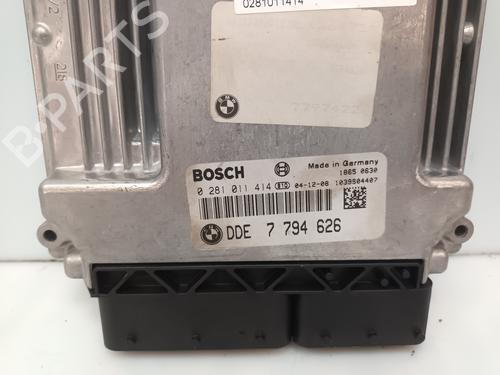 0281011414
7797422
BOSCH
Made in Germany
1865 0630
0 281 011 414 04-12-08 1039S04407
DDE 7 794 626
B-PARTS